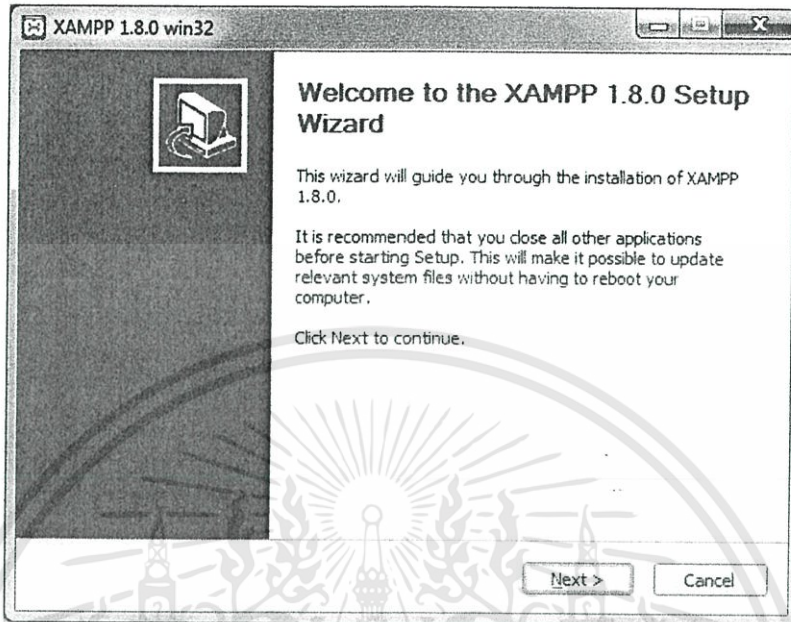 XAMPP 1.8.0 win32
Welcome to the XAMPP 1.8.0 Setup
Wizard
This wizard will guide you through the installation of XAMPP
1.8.0.
It is recommended that you close all other applications
before starting Setup. This will make it possible to update
relevant system files without having to reboot your
computer.
Click Next to continue.
Next >
Cancel